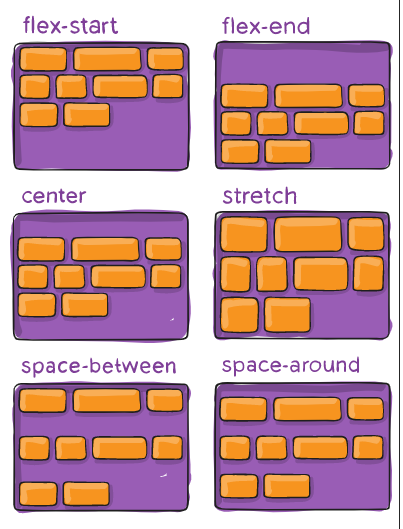 flex-start
flex-end
center
stretch
space-between
space-around